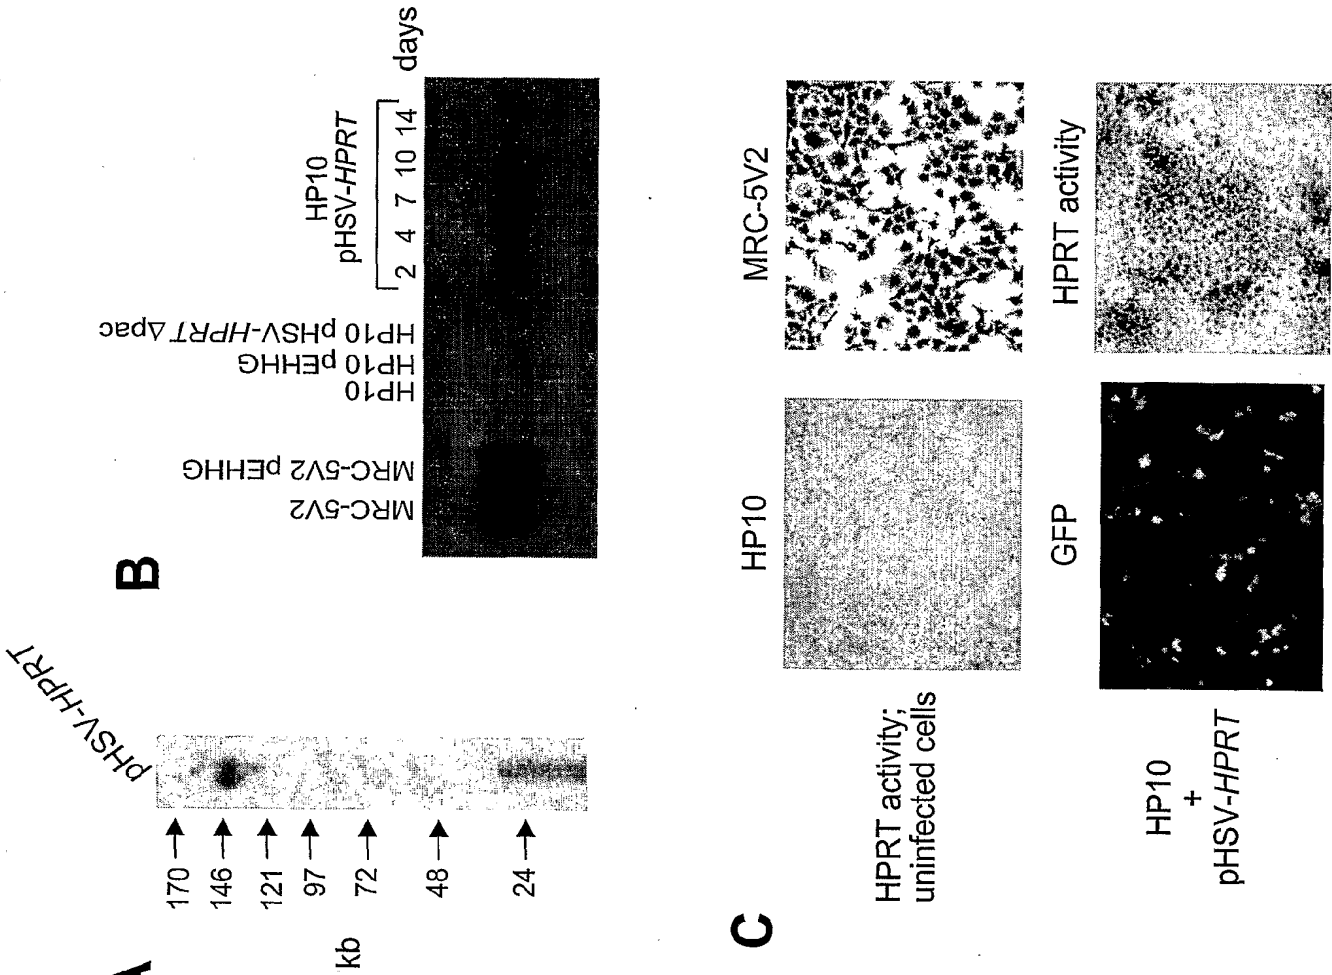 A
pHSV-HPRT
170
146
121
97
72
48
24
kb
B
MRC-5V2
MRC-5V2 pEHHG
HP10
HP10 pEHHG
HP10 pHSV-HPRT Δpac
HP10
pHSV-HPRT
2 4 7 10 14 days
C
HP10
MRC-5V2
HPRT activity;
uninfected cells
GFP
HPRT activity
HP10
+
pHSV-HPRT